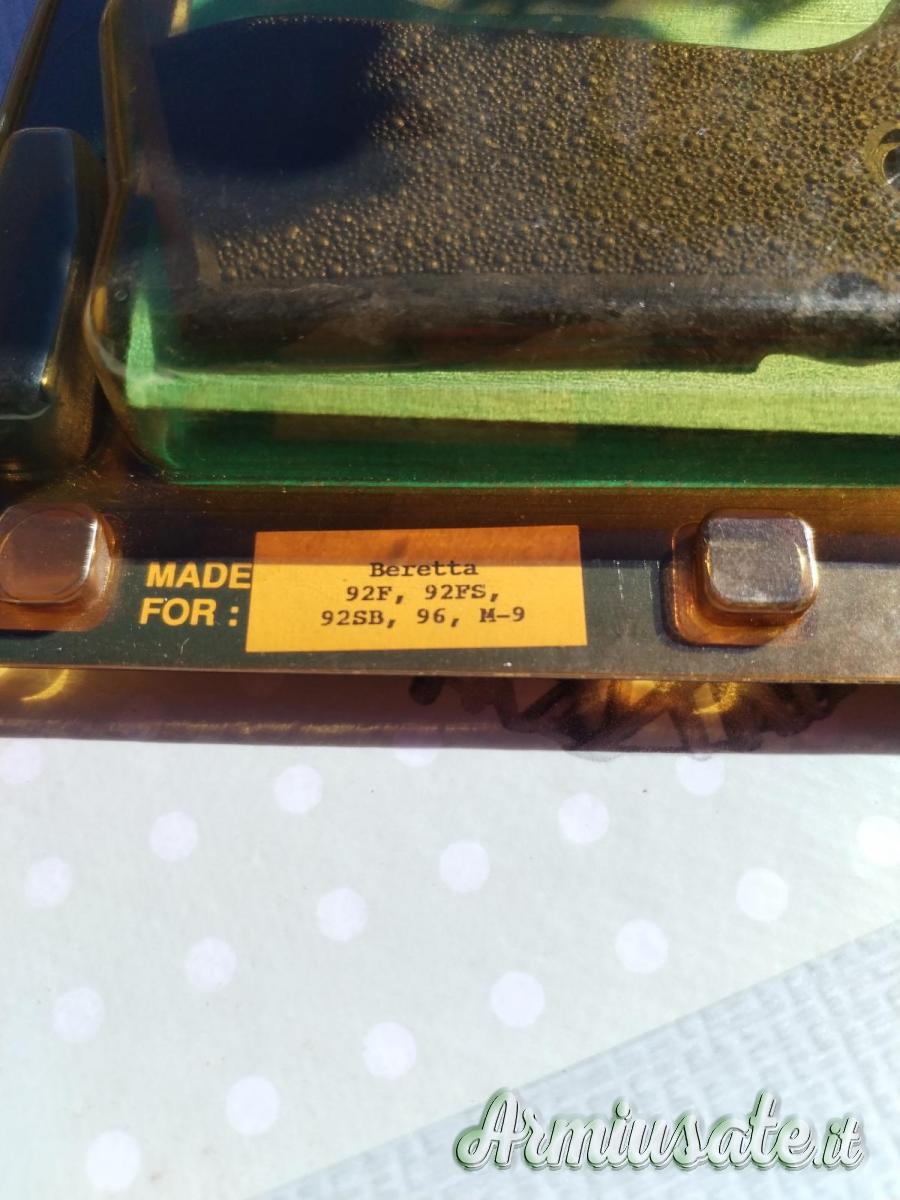 MADE
FOR :
Beretta
92F, 92FS,
92SB, 96, M-9
Armiusate.it